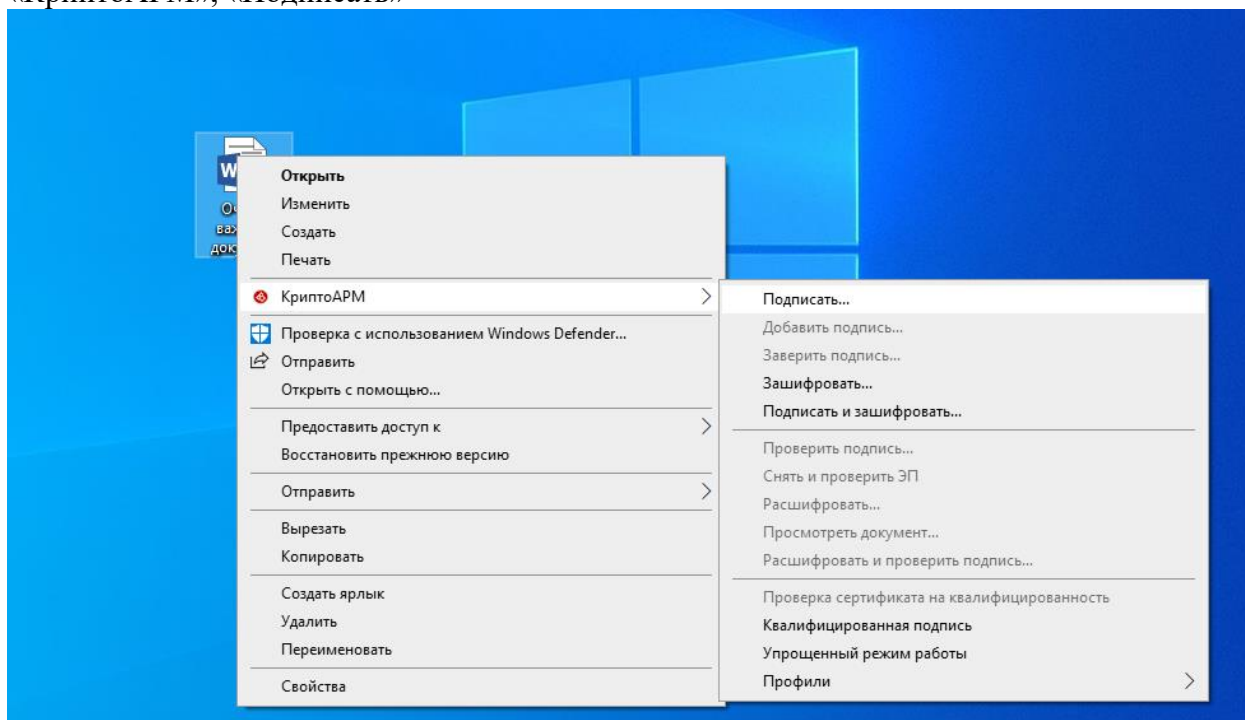 «КриптоАРМ», «Подписать»
W
Открыть
Изменить
Создать
Печать
КриптоАРМ
Проверка с использованием Windows Defender...
Отправить
Открыть с помощью...
Предоставить доступ к
Восстановить прежнюю версию
Отправить
Вырезать
Копировать
Создать ярлык
Удалить
Переименовать
Свойства
Подписать...
Добавить подпись...
Заверить подпись...
Зашифровать...
Подписать и зашифровать...
Проверить подпись...
Снять и проверить ЭП
Расшифровать...
Просмотреть документ...
Расшифровать и проверить подпись...
Проверка сертификата на квалифицированность
Квалифицированная подпись
Упрощенный режим работы
Профили